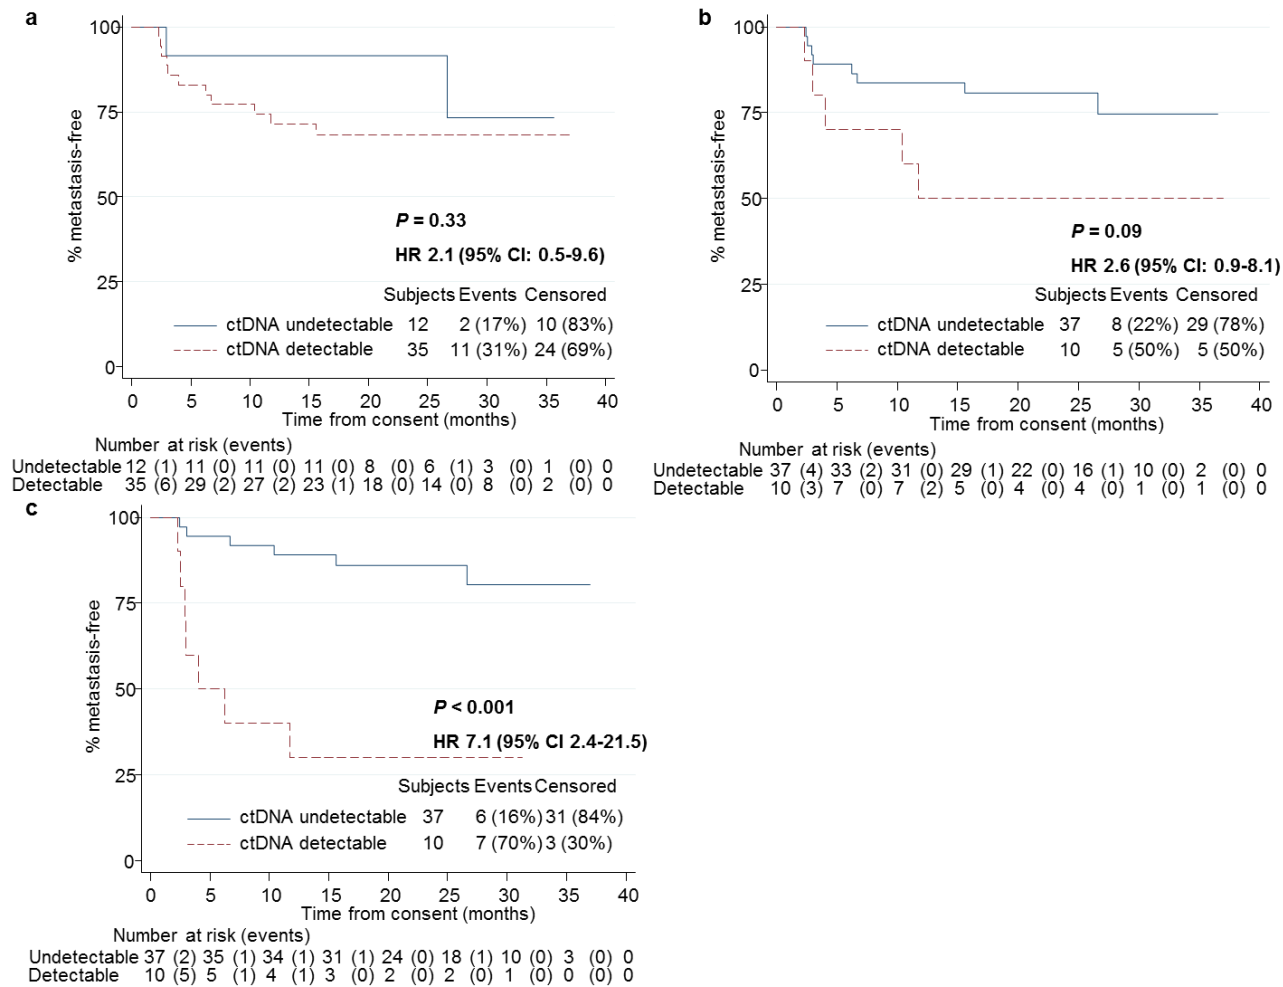 a
100
75
50
25
0
% metastasis-free
P = 0.33
HR 2.1 (95% CI: 0.5-9.6)
Subjects Events Censored
ctDNA undetectable 12 2 (17%) 10 (83%)
ctDNA detectable 35 11 (31%) 24 (69%)
0 5 10 15 20 25 30 35 40
Time from consent (months)
Number at risk (events)
Undetectable 12 (1) 11 (0) 11 (0) 11 (0) 8 (0) 6 (1) 3 (0) 1 (0) 0
Detectable 35 (6) 29 (2) 27 (2) 23 (1) 18 (0) 14 (0) 8 (0) 2 (0) 0
b
100
75
50
25
0
% metastasis-free
P = 0.09
HR 2.6 (95% CI: 0.9-8.1)
Subjects Events Censored
ctDNA undetectable 37 8 (22%) 29 (78%)
ctDNA detectable 10 5 (50%) 5 (50%)
0 5 10 15 20 25 30 35 40
Time from consent (months)
Number at risk (events)
Undetectable 37 (4) 33 (2) 31 (0) 29 (1) 22 (0) 16 (1) 10 (0) 2 (0) 0
Detectable 10 (3) 7 (0) 7 (2) 5 (0) 4 (0) 4 (0) 1 (0) 1 (0) 0
c
100
75
50
25
0
% metastasis-free
P < 0.001
HR 7.1 (95% CI 2.4-21.5)
Subjects Events Censored
ctDNA undetectable 37 6 (16%) 31 (84%)
ctDNA detectable 10 7 (70%) 3 (30%)
0 5 10 15 20 25 30 35 40
Time from consent (months)
Number at risk (events)
Undetectable 37 (2) 35 (1) 34 (1) 31 (1) 24 (0) 18 (1) 10 (0) 3 (0) 0
Detectable 10 (5) 5 (1) 4 (1) 3 (0) 2 (0) 2 (0) 1 (0) 0 (0) 0